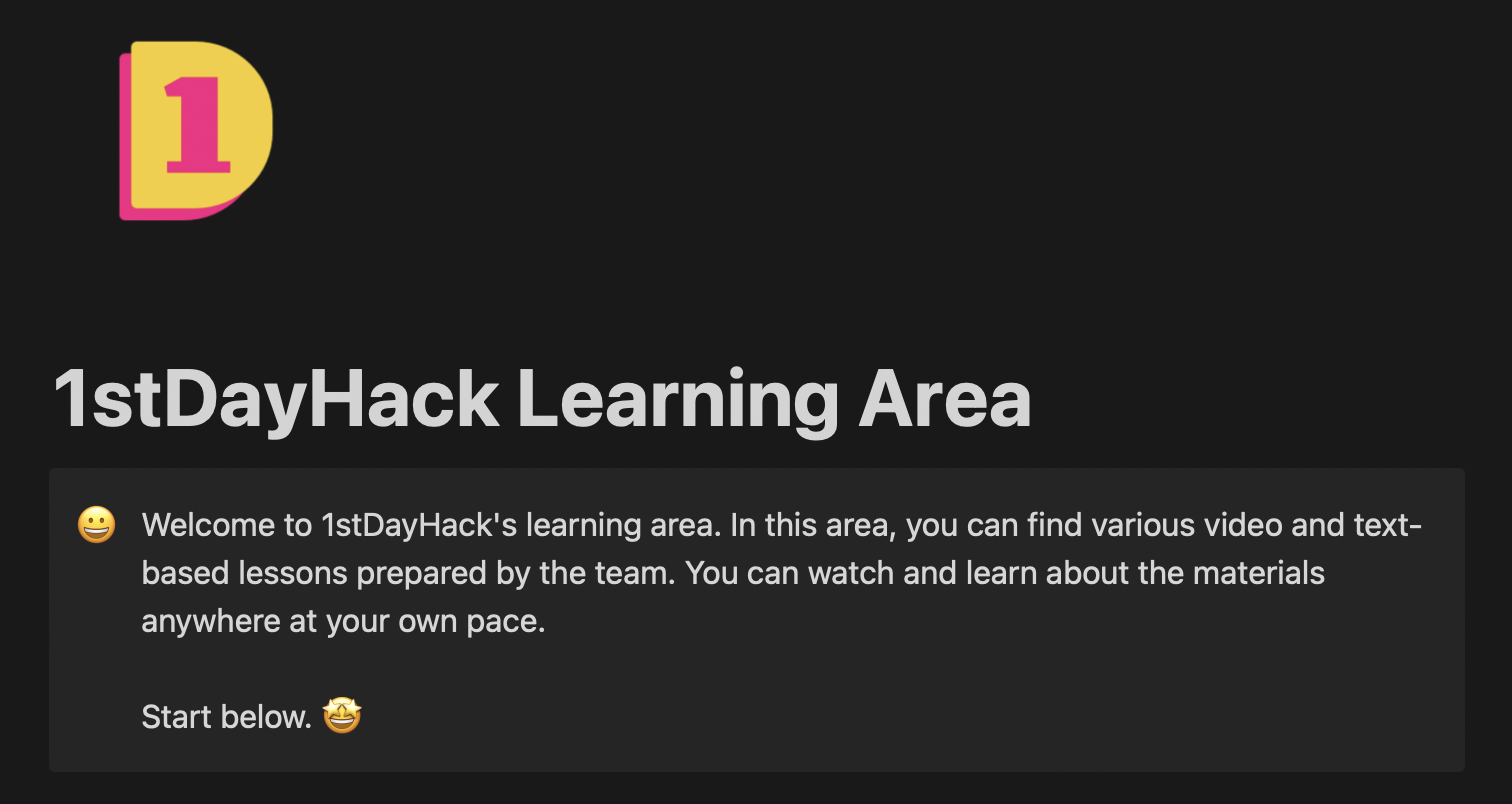 1
1stDayHack Learning Area
😀 Welcome to 1stDayHack's learning area. In this area, you can find various video and text-
based lessons prepared by the team. You can watch and learn about the materials
anywhere at your own pace.
Start below. 🤩